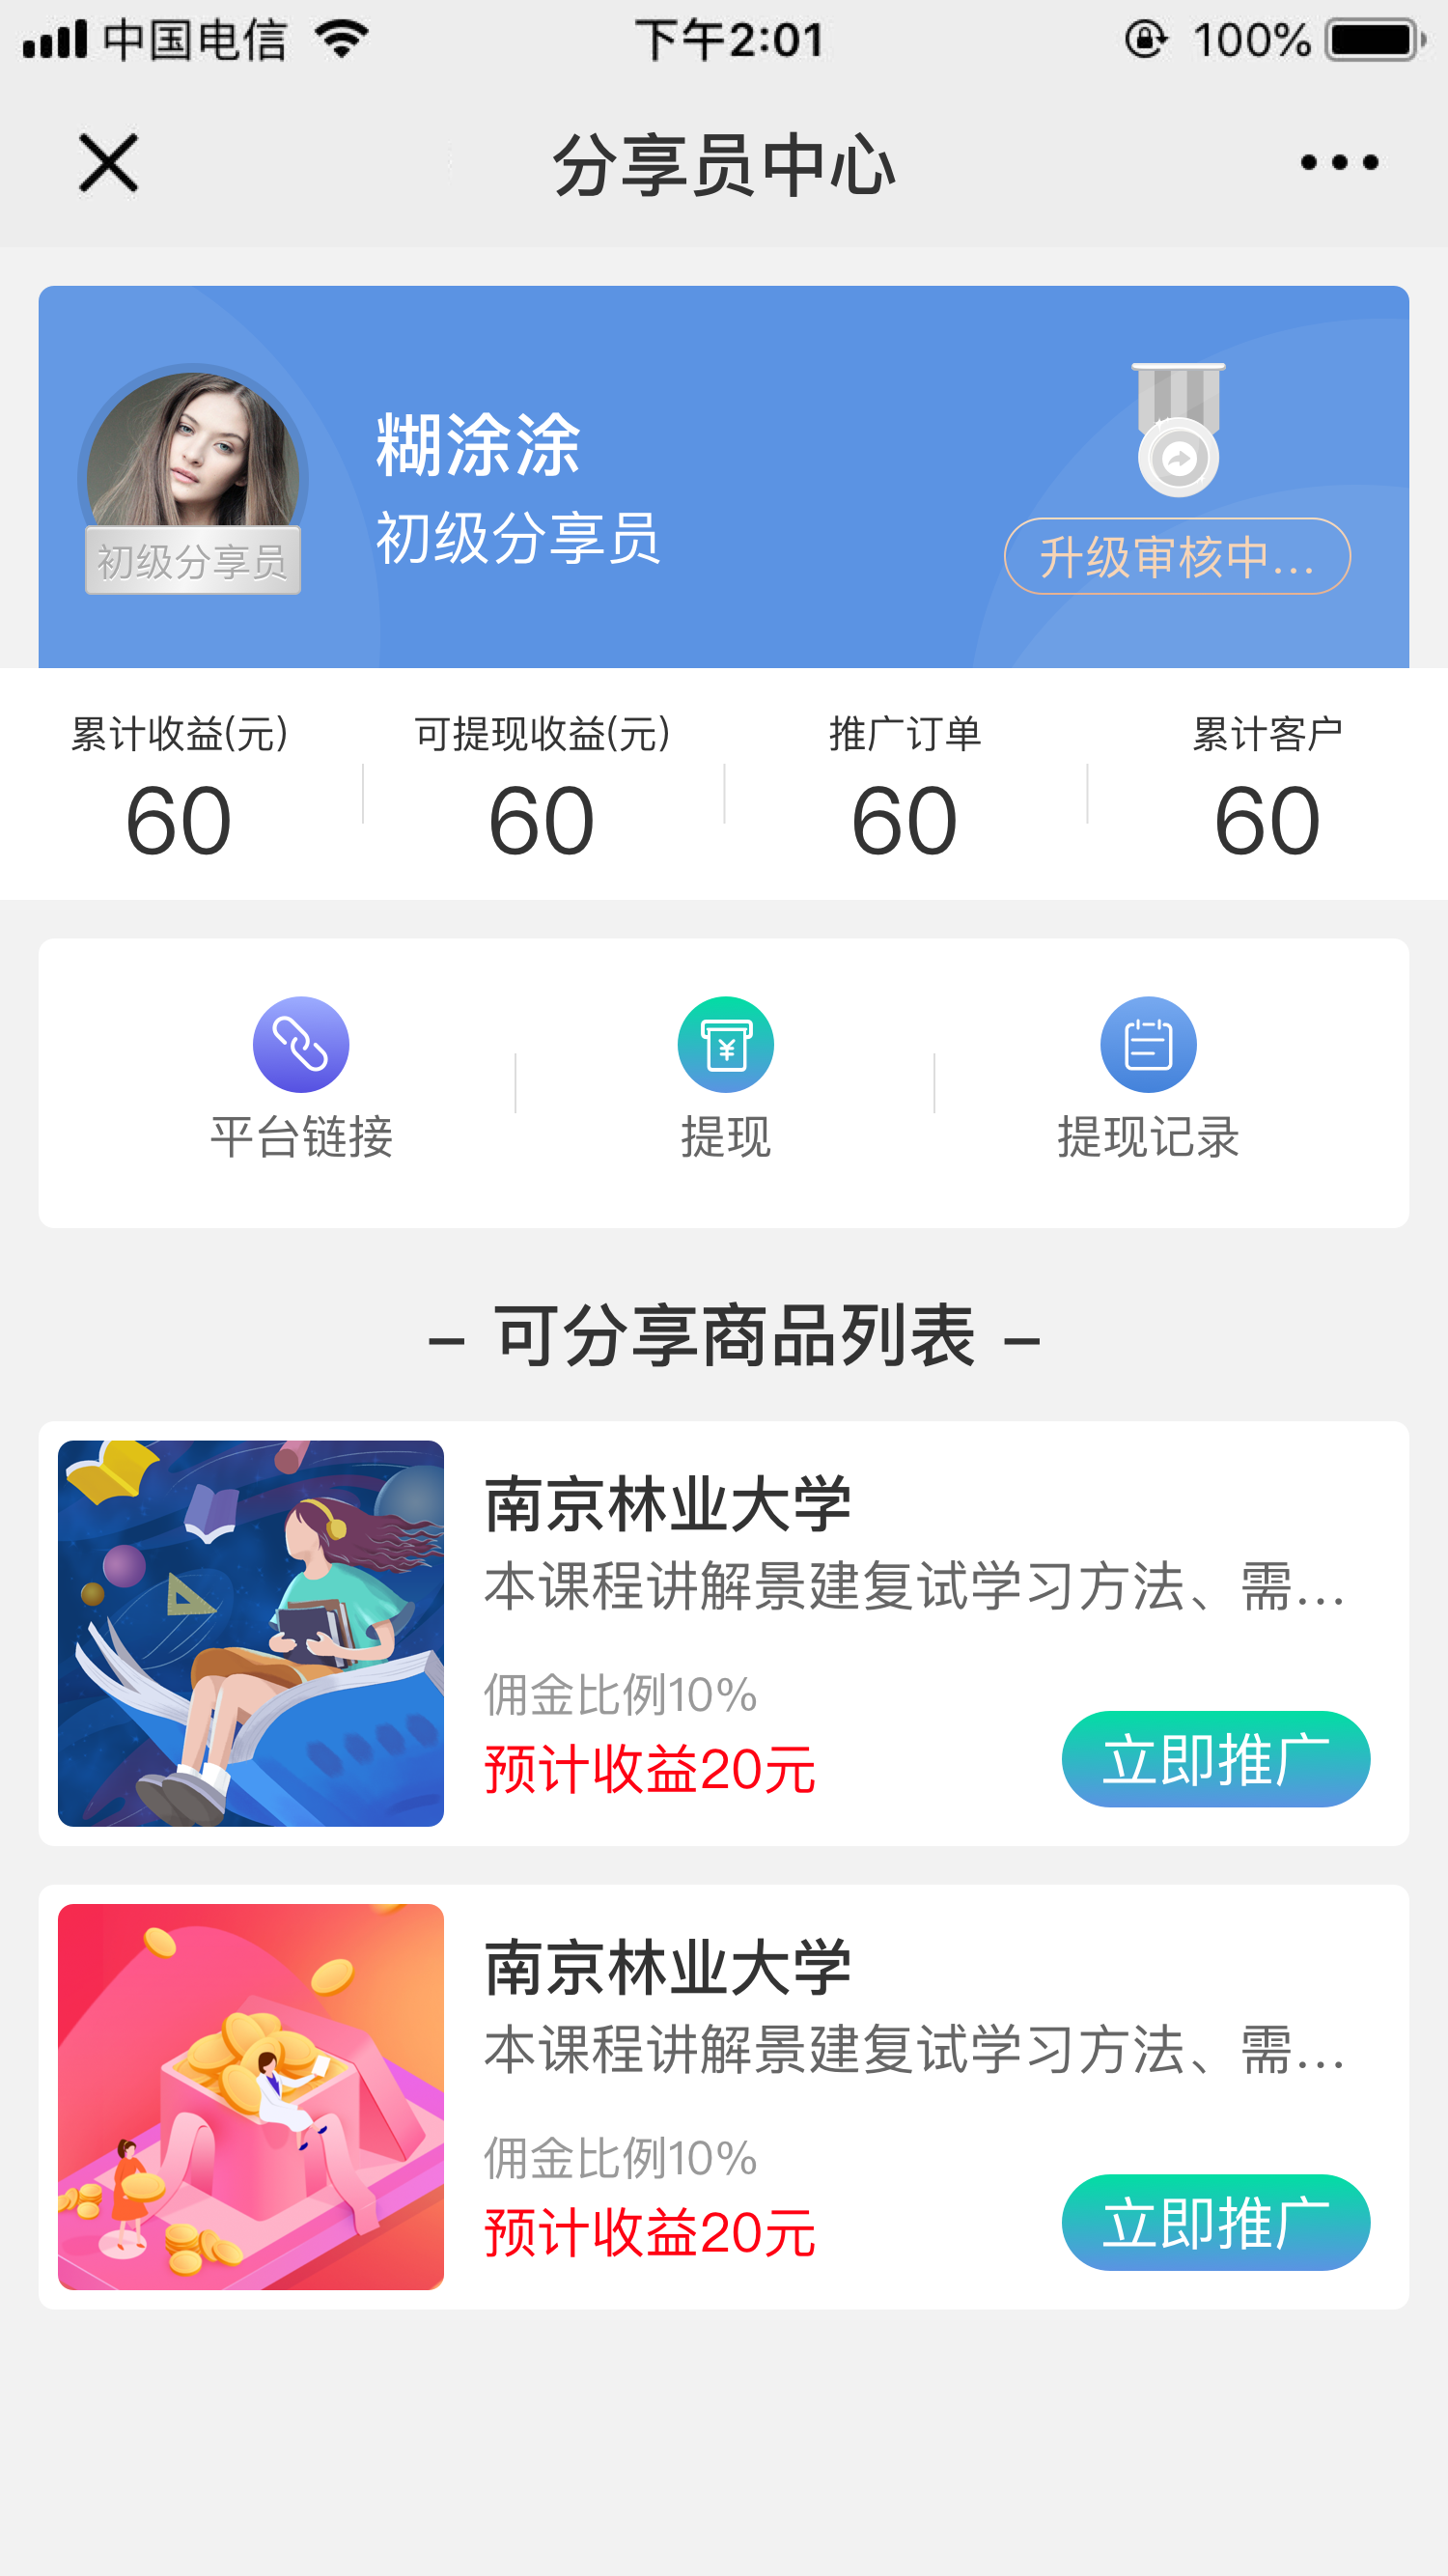 中国电信 下午2:01 100%
分享员中心
糊涂涂
初级分享员
初级分享员
升级审核中...
累计收益(元) 可提现收益(元) 推广订单 累计客户
60 60 60 60
平台链接 提现 提现记录
– 可分享商品列表 –
南京林业大学
本课程讲解景建复试学习方法、需...
佣金比例10%
预计收益20元
立即推广
南京林业大学
本课程讲解景建复试学习方法、需...
佣金比例10%
预计收益20元
立即推广